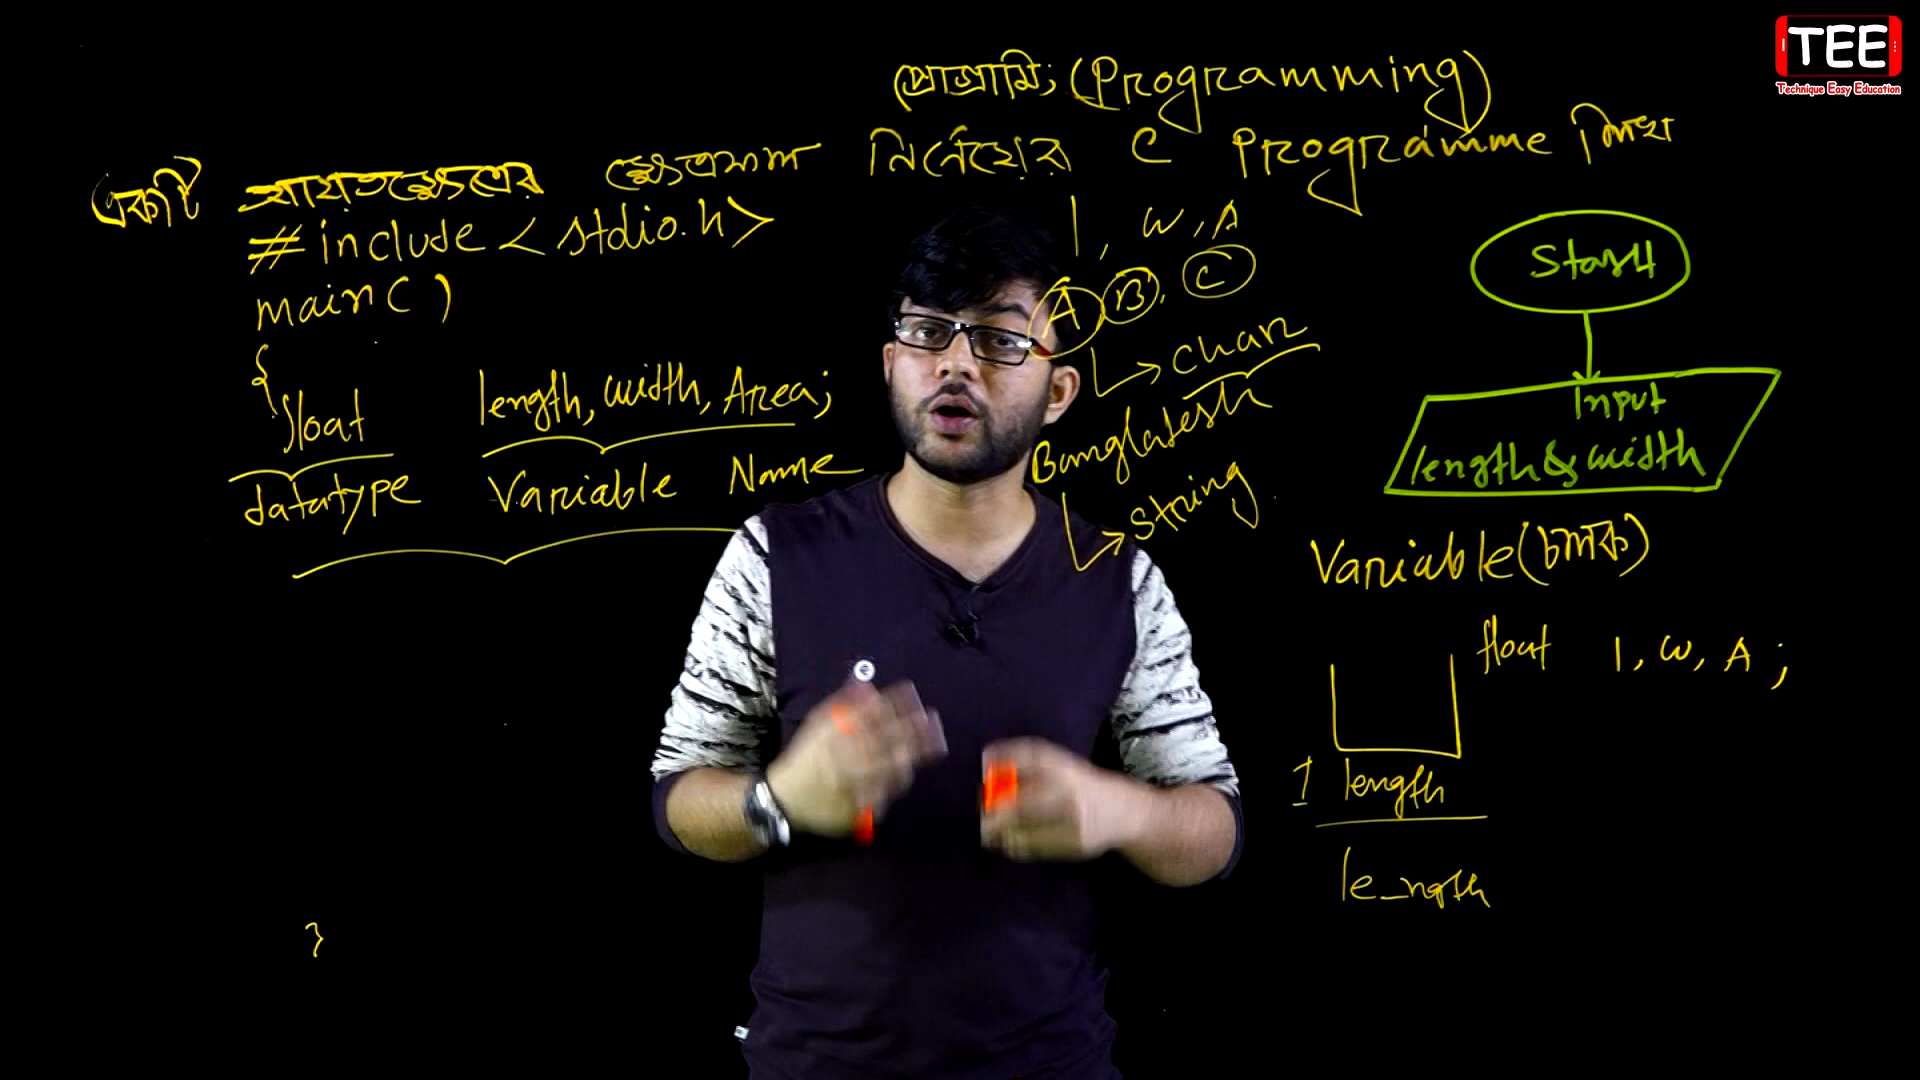 TEE
Technique Easy Education
প্রোগ্রামিং (Programming)
একটি আয়তক্ষেত্রের ক্ষেত্রফল নির্ণয়ের C Programme লিখ
#include <stdio.h>
main()
{
float length, width, Area;
datatype Variable Name
}
l, w, A
A B, C
Char
Bangladesh
String
Start
Input
length & width
Variable (চলক)
float l, w, A;
1 length
le_ngth